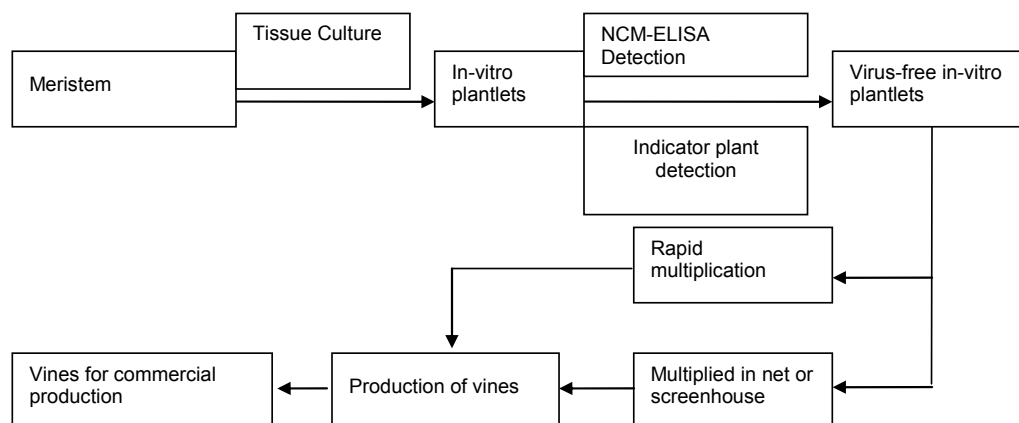 Tissue Culture
Meristem
In-vitro
plantlets
NCM-ELISA
Detection
Indicator plant
detection
Virus-free in-vitro
plantlets
Rapid
multiplication
Multiplied in net or
screenhouse
Production of vines
Vines for commercial
production